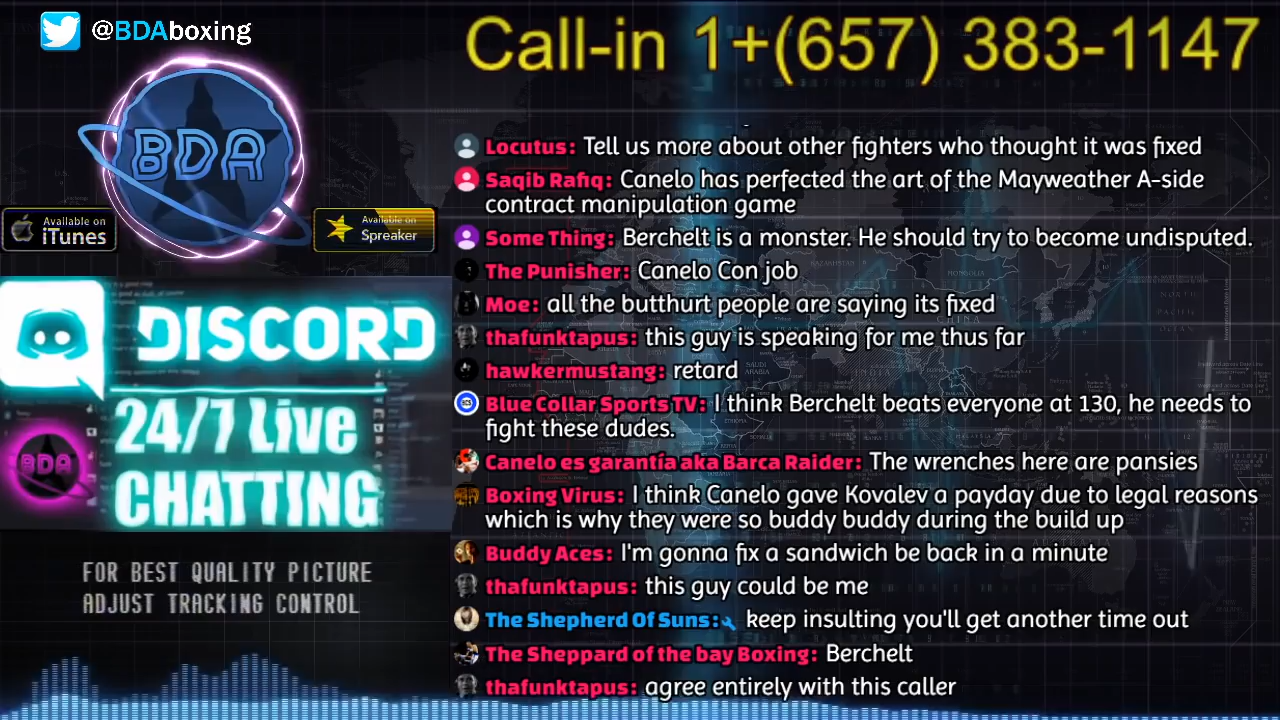 @BDAboxing
Call-in 1+(657) 383-1147
BDA
Available on
iTunes
Available on
Spreaker
DISCORD
24/7 Live
CHATTING
BDA
FOR BEST QUALITY PICTURE
ADJUST TRACKING CONTROL
Locutus: Tell us more about other fighters who thought it was fixed
Saqib Rafiq: Canelo has perfected the art of the Mayweather A-side
contract manipulation game
Some Thing: Berchelt is a monster. He should try to become undisputed.
The Punisher: Canelo Con job
Moe: all the butthurt people are saying its fixed
thafunktapus: this guy is speaking for me thus far
hawkermustang: retard
Blue Collar Sports TV: I think Berchelt beats everyone at 130, he needs to
fight these dudes.
Canelo es garantía aka Barca Raider: The wrenches here are pansies
Boxing Virus: I think Canelo gave Kovalev a payday due to legal reasons
which is why they were so buddy buddy during the build up
Buddy Aces: I'm gonna fix a sandwich be back in a minute
thafunktapus: this guy could be me
The Shepherd Of Suns: keep insulting you'll get another time out
The Sheppard of the bay Boxing: Berchelt
thafunktapus: agree entirely with this caller